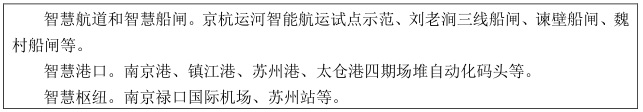 智慧航道和智慧船闸。京杭运河智能航运试点示范、刘老涧三线船闸、谏壁船闸、魏
村船闸等。
智慧港口。南京港、镇江港、苏州港、太仓港四期场堆自动化码头等。
智慧枢纽。南京禄口国际机场、苏州站等。